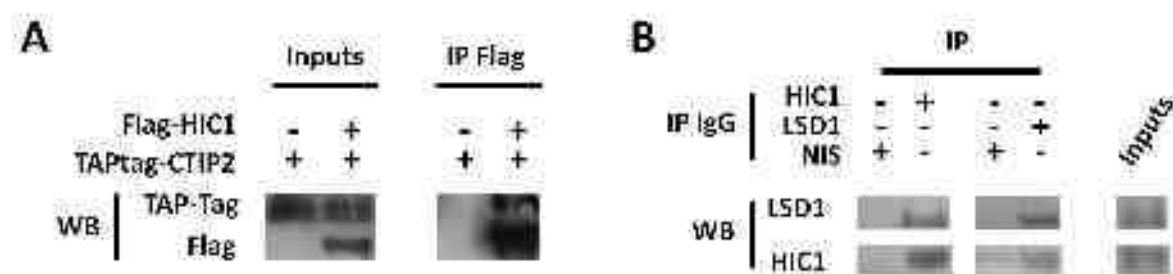 A
Inputs
IP Flag
Flag-HIC1 - + - +
TAPtag-CTIP2 + + + +
WB
TAP-Tag
Flag
B
IP
IP IgG
HIC1 - + - -
LSD1 - - - +
NIS + - + -
Inputs
WB
LSD1
HIC1